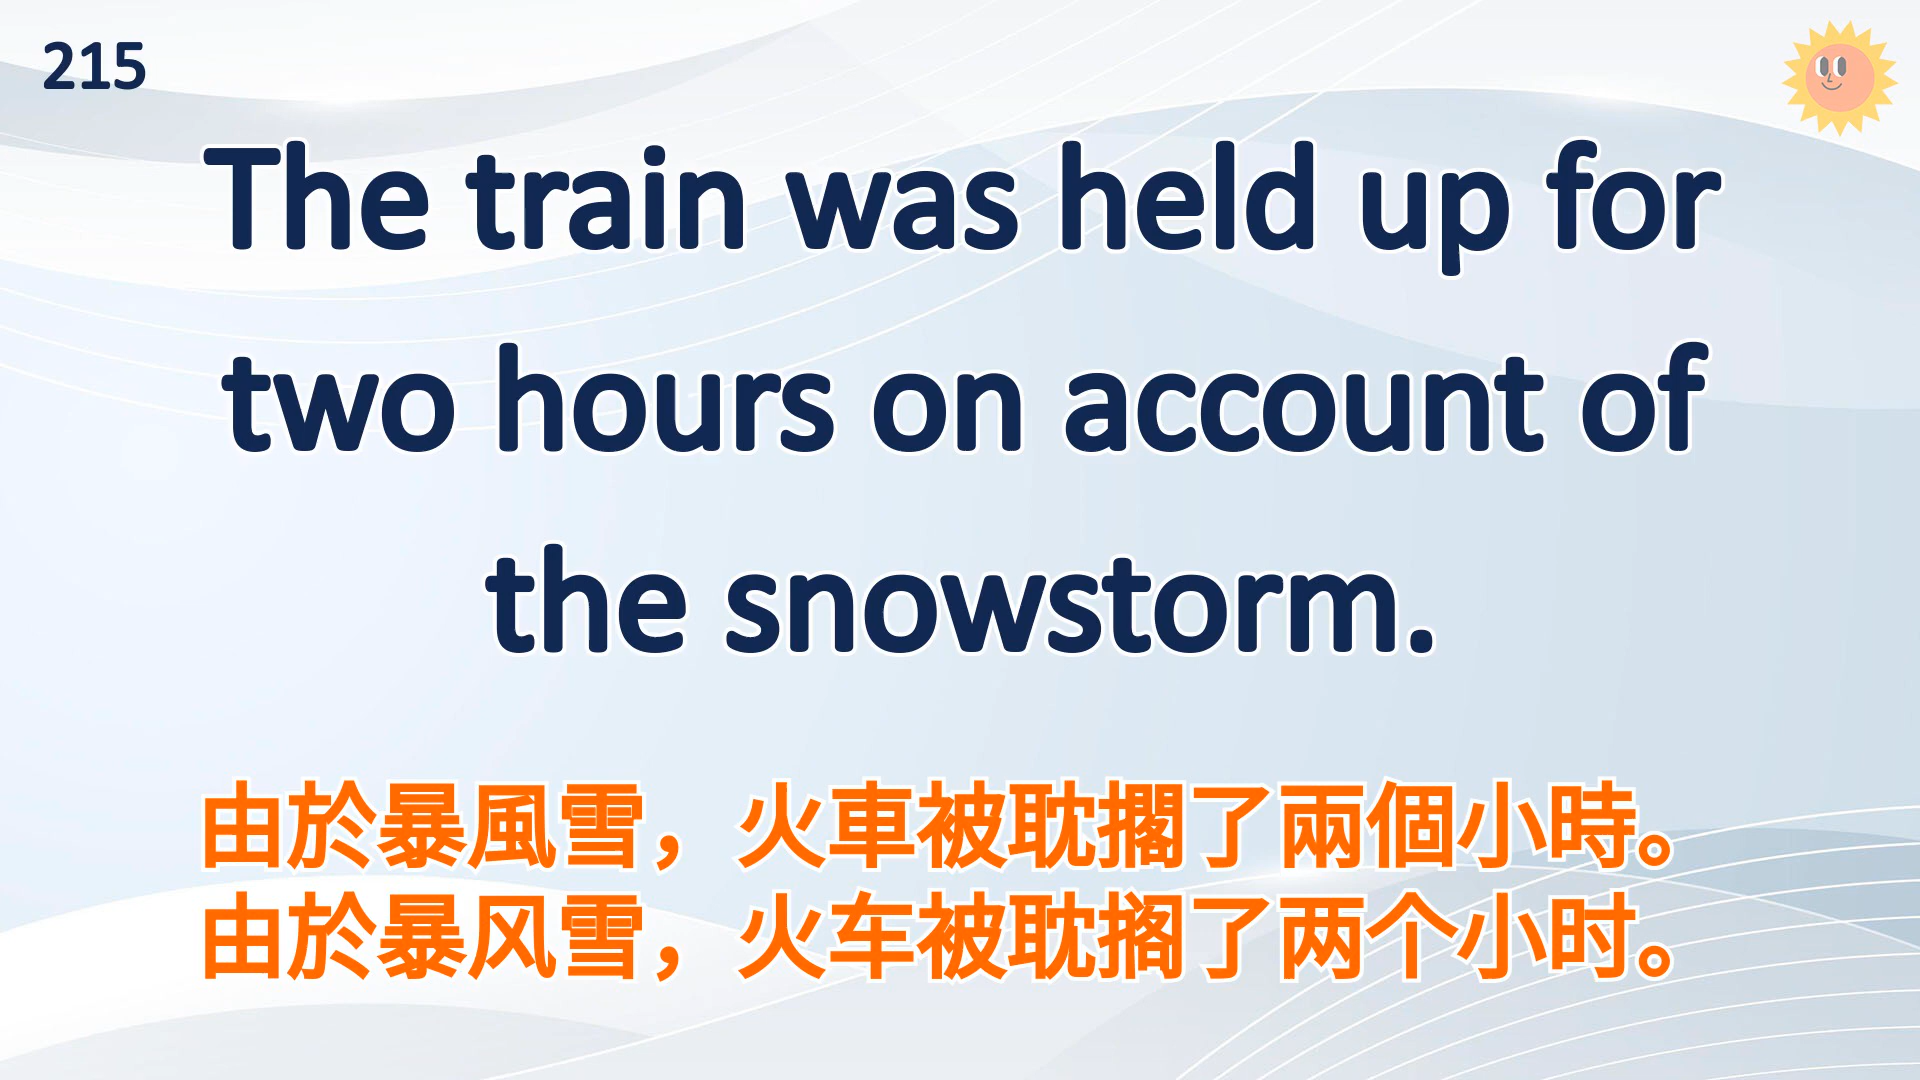 215
The train was held up for
two hours on account of
the snowstorm.
由於暴風雪，火車被耽擱了兩個小時。
由於暴风雪，火车被耽搁了两个小时。